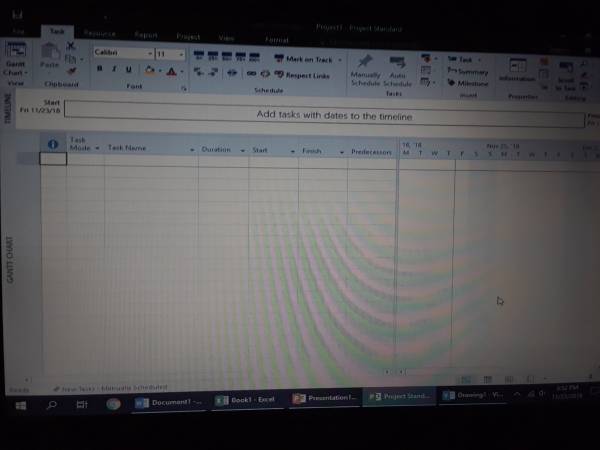 Project1 - Project Standard
File Task Resource Report Project View Format
Gantt Chart
View
Paste
Clipboard
Calibri 11
B I U
Font
Mark on Track
Respect Links
Schedule
Manually Schedule
Auto Schedule
Tasks
Task
Summary
Milestone
Insert
Information
Properties
Scroll to Task
Editing
TIMELINE
Start
Fri 11/23/18
Add tasks with dates to the timeline
Task Mode Task Name Duration Start Finish Predecessors
18, '18 Nov 25, '18
M T W T F S S M T W T F S
GANTT CHART
Ready New Tasks : Manually Scheduled
Document1 -... Book1 - Excel Presentation1... Project Stand... Drawing1 - Vi...
11/23/2018